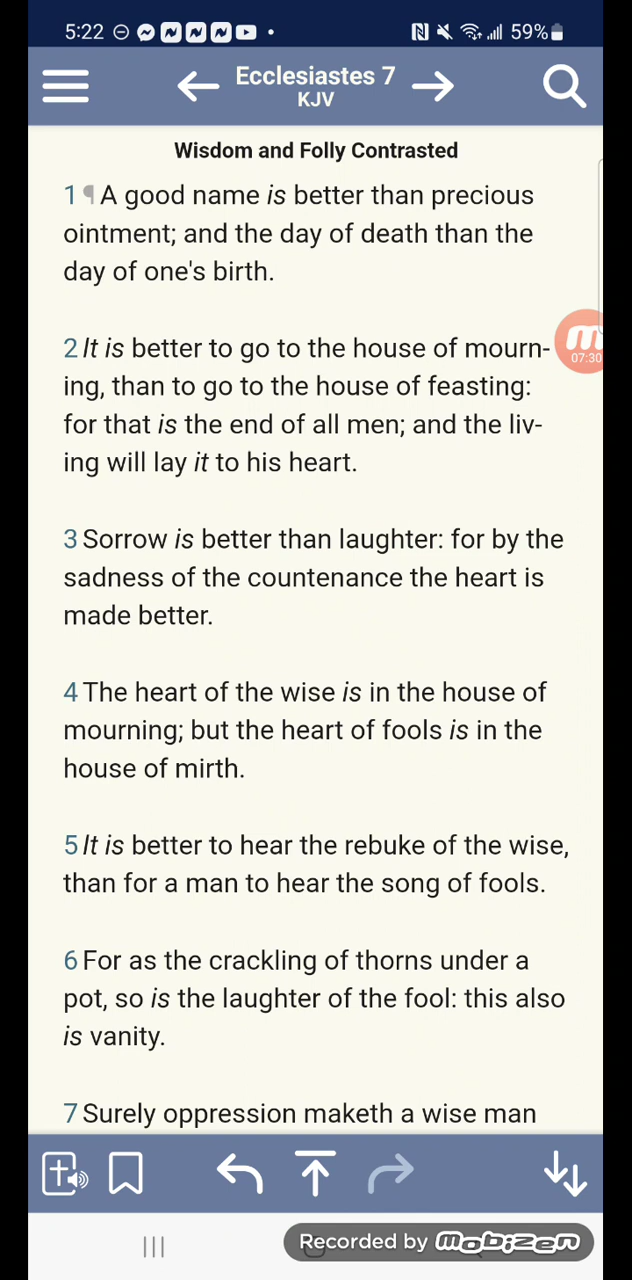 5:22 59%
Ecclesiastes 7
KJV
Wisdom and Folly Contrasted
1 ¶ A good name is better than precious
ointment; and the day of death than the
day of one's birth.
2 It is better to go to the house of mourn-
ing, than to go to the house of feasting:
for that is the end of all men; and the liv-
ing will lay it to his heart.
3 Sorrow is better than laughter: for by the
sadness of the countenance the heart is
made better.
4 The heart of the wise is in the house of
mourning; but the heart of fools is in the
house of mirth.
5 It is better to hear the rebuke of the wise,
than for a man to hear the song of fools.
6 For as the crackling of thorns under a
pot, so is the laughter of the fool: this also
is vanity.
7 Surely oppression maketh a wise man
m
07:30
Recorded by mobizen